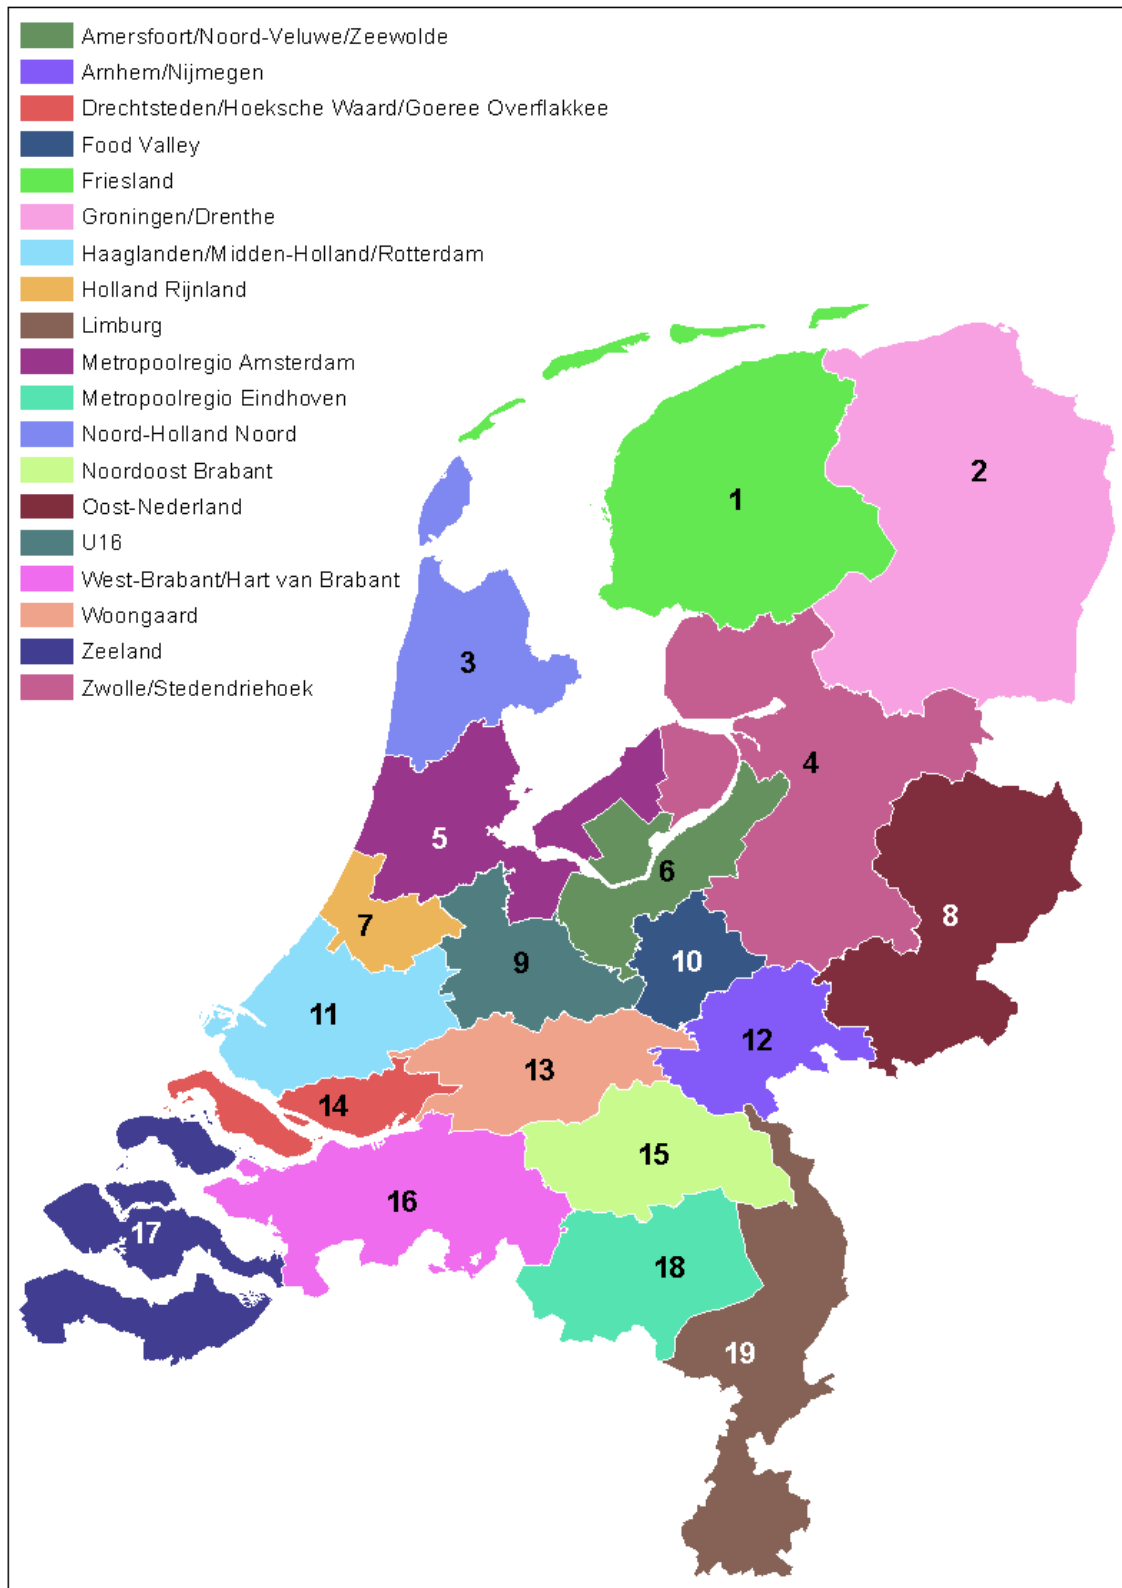 Amersfoort/Noord-Veluwe/Zeewolde
Arnhem/Nijmegen
Drechtsteden/Hoeksche Waard/Goeree Overflakkee
Food Valley
Friesland
Groningen/Drenthe
Haaglanden/Midden-Holland/Rotterdam
Holland Rijnland
Limburg
Metropoolregio Amsterdam
Metropoolregio Eindhoven
Noord-Holland Noord
Noordoost Brabant
Oost-Nederland
U16
West-Brabant/Hart van Brabant
Woongaard
Zeeland
Zwolle/Stedendriehoek
1
2
3
4
5
6
7
8
9
10
11
12
13
14
15
16
17
18
19